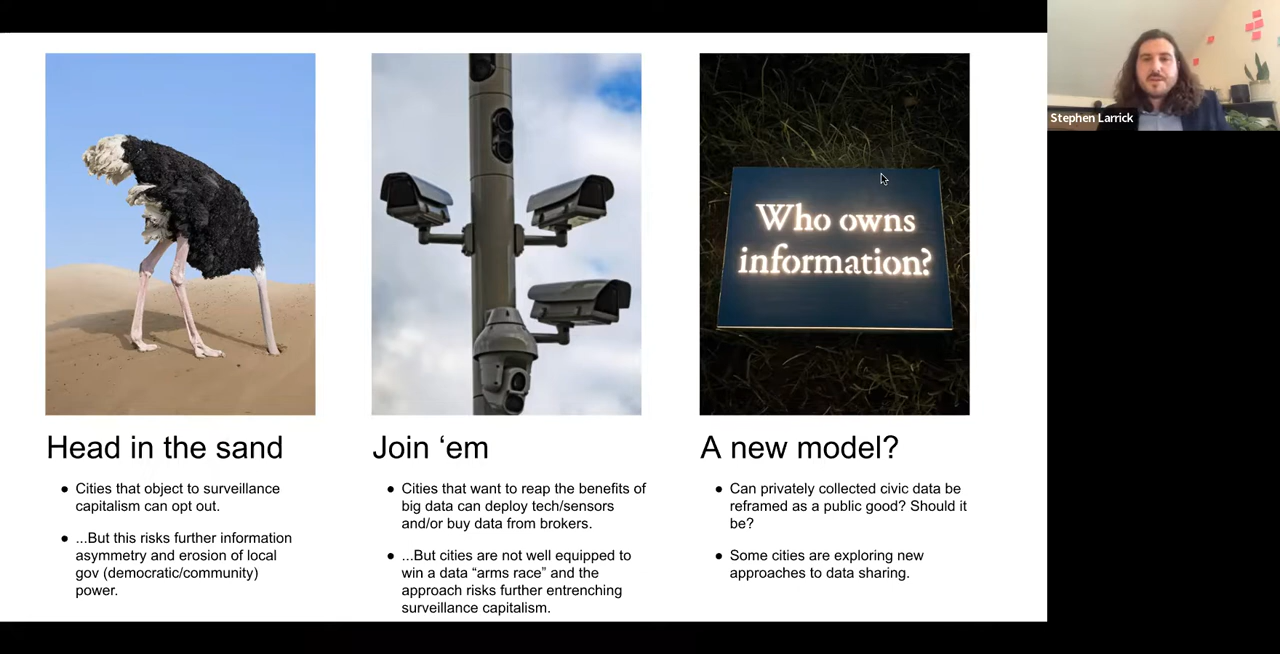 Stephen Larrick
Who owns
information?
Head in the sand
● Cities that object to surveillance
capitalism can opt out.
● ...But this risks further information
asymmetry and erosion of local
gov (democratic/community)
power.
Join ‘em
● Cities that want to reap the benefits of
big data can deploy tech/sensors
and/or buy data from brokers.
● ...But cities are not well equipped to
win a data “arms race” and the
approach risks further entrenching
surveillance capitalism.
A new model?
● Can privately collected civic data be
reframed as a public good? Should it
be?
● Some cities are exploring new
approaches to data sharing.